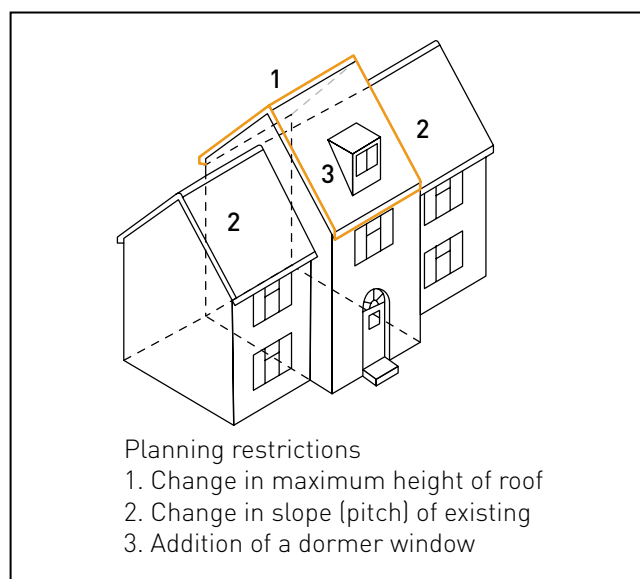 1
2
3
2
Planning restrictions
1. Change in maximum height of roof
2. Change in slope (pitch) of existing
3. Addition of a dormer window